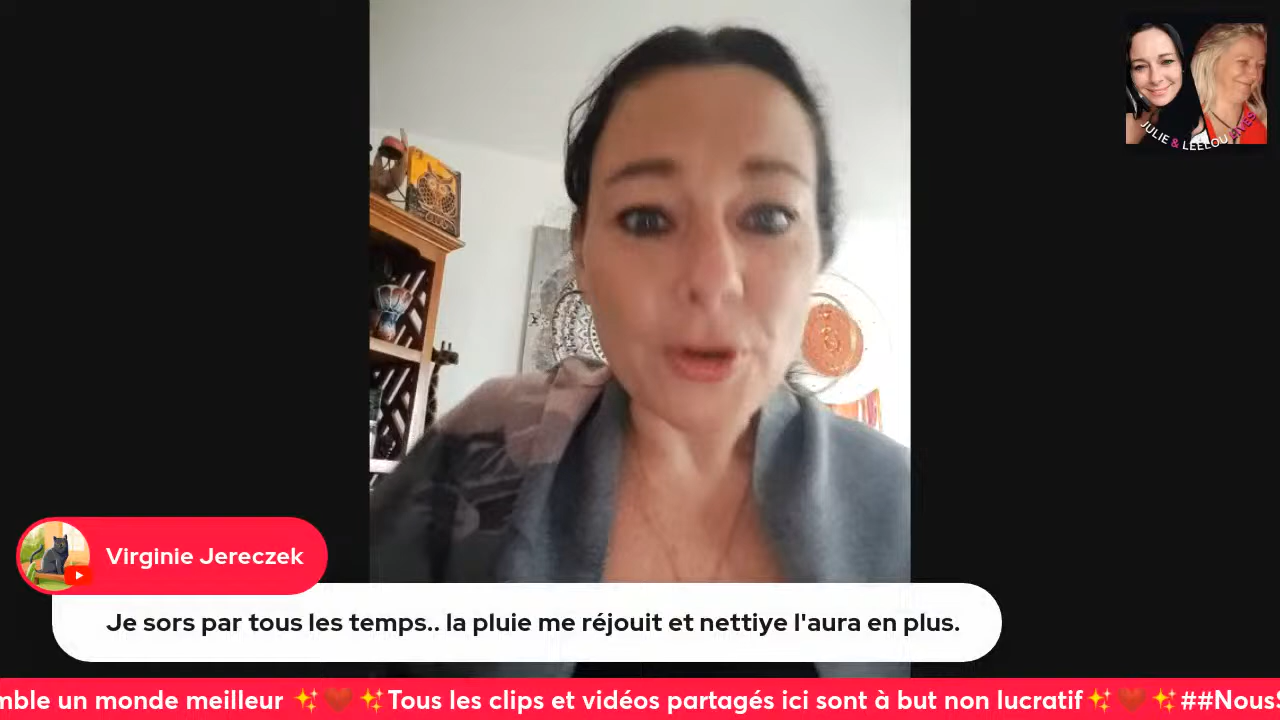 JULIE & LEELOU
Virginie Jereczek
Je sors par tous les temps.. la pluie me réjouit et nettiye l'aura en plus.
mble un monde meilleur ✨❤️✨Tous les clips et vidéos partagés ici sont à but non lucratif✨❤️✨##Nous